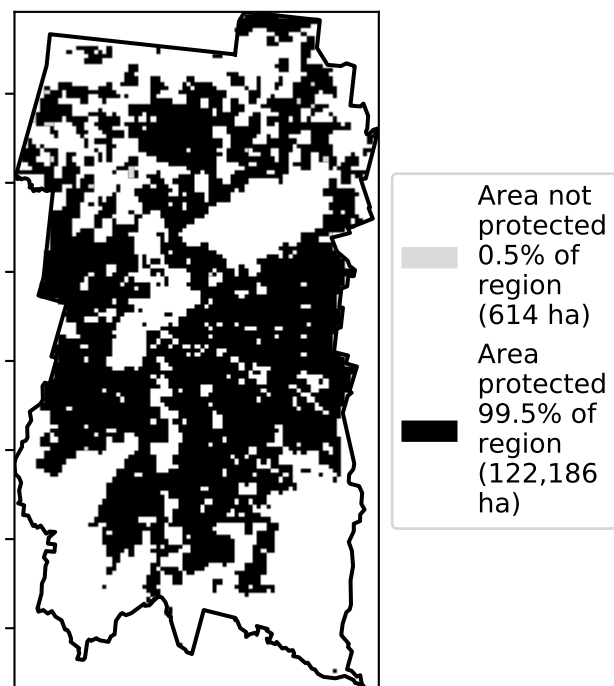 Area not
protected
0.5% of
region
(614 ha)
Area
protected
99.5% of
region
(122,186
ha)